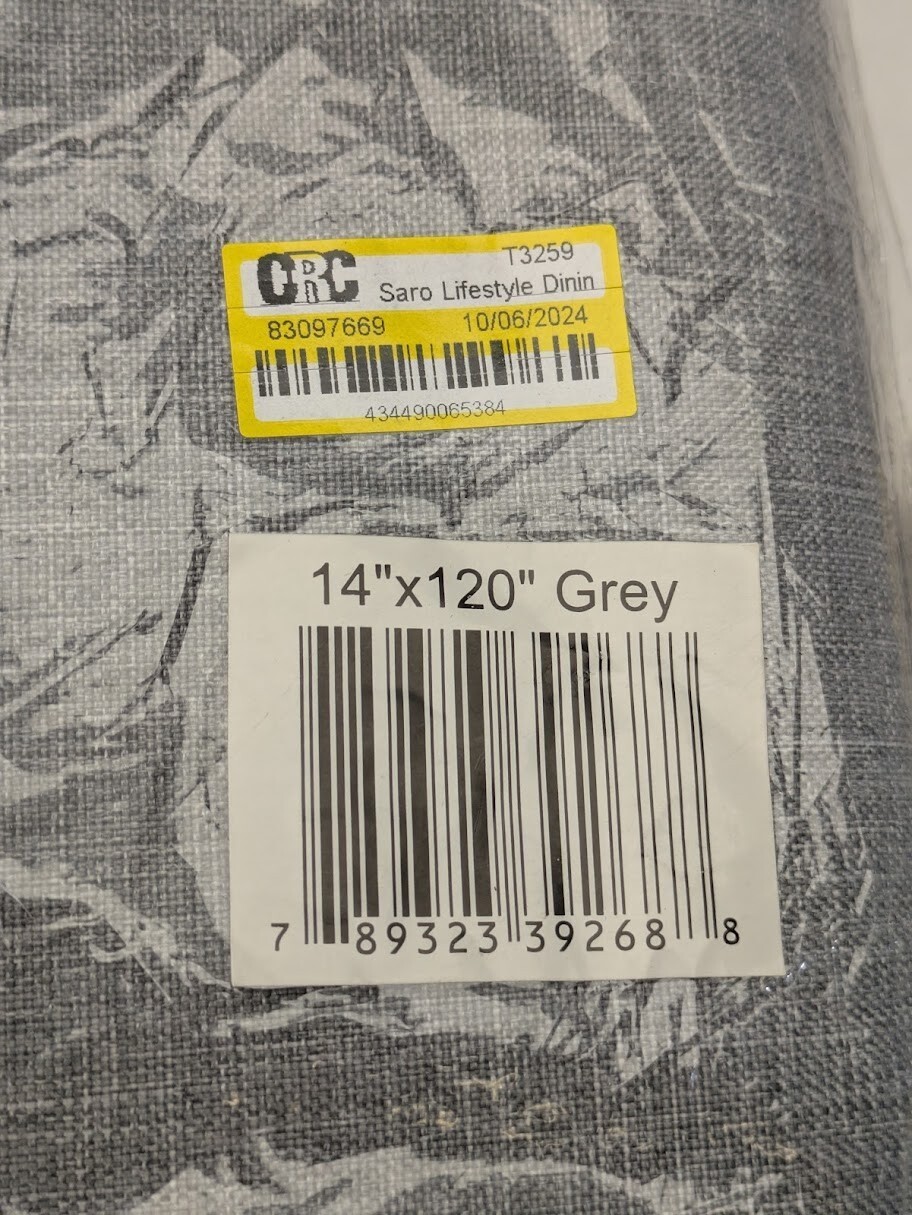 CRC
T3259
Saro Lifestyle Dinin
83097669 10/06/2024
434490065384
14"x120" Grey
7 89323 39268 8